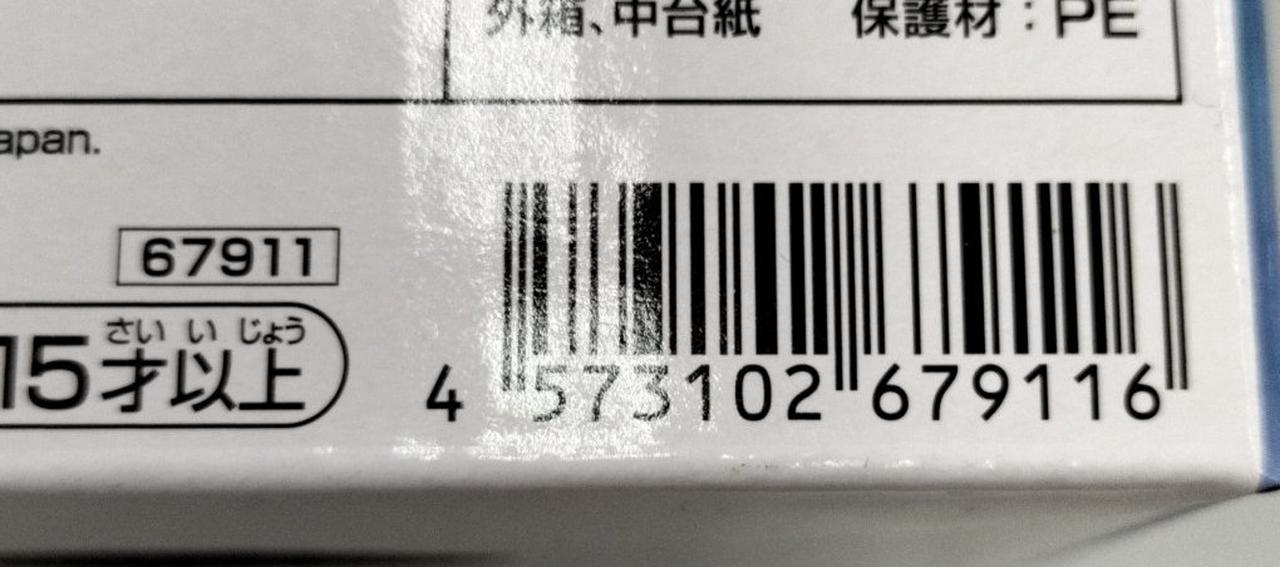 外箱、中台紙　保護材：PE
apan.
67911
さい い じょう
15才以上
4 573102 679116